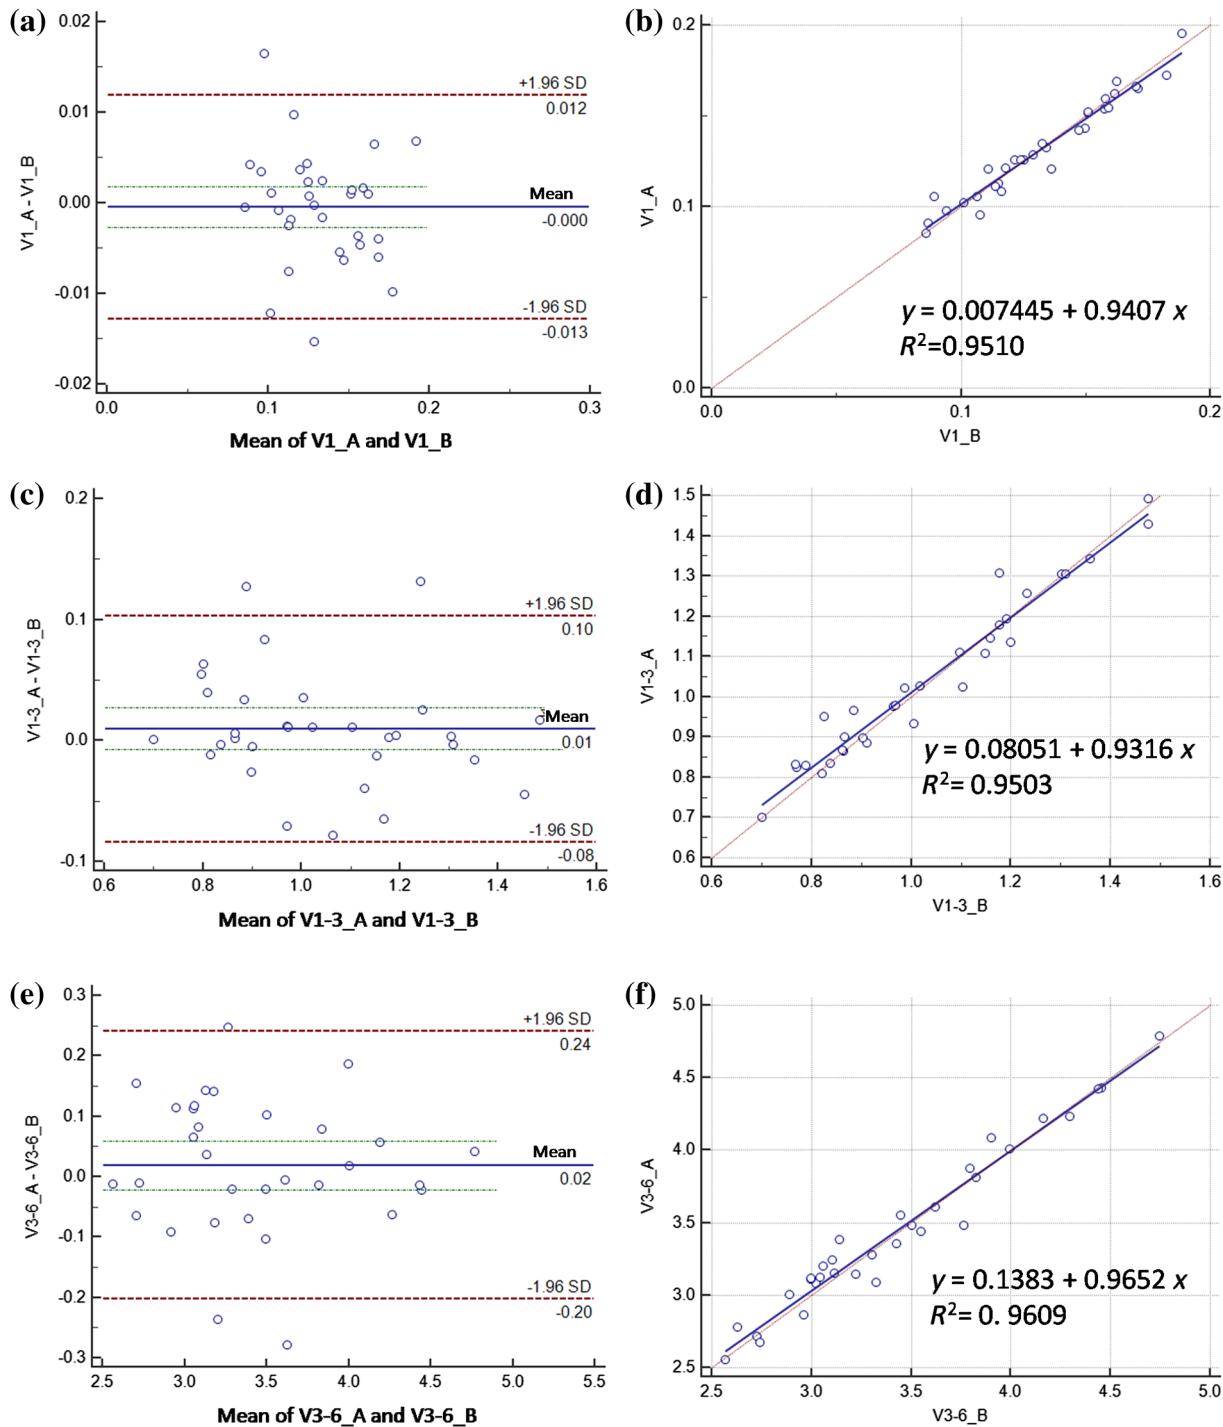 (a)
0.02
0.01
0.00
-0.01
-0.02
V1_A - V1_B
+1.96 SD
0.012
Mean
-0.000
-1.96 SD
-0.013
0.0 0.1 0.2 0.3
Mean of V1_A and V1_B
(b)
0.2
0.1
0.0
V1_A
y = 0.007445 + 0.9407 x
R²=0.9510
0.0 0.1 0.2
V1_B
(c)
0.2
0.1
0.0
-0.1
V1-3_A - V1-3_B
+1.96 SD
0.10
Mean
0.01
-1.96 SD
-0.08
0.6 0.8 1.0 1.2 1.4 1.6
Mean of V1-3_A and V1-3_B
(d)
1.5
1.4
1.3
1.2
1.1
1.0
0.9
0.8
0.7
0.6
V1-3_A
y = 0.08051 + 0.9316 x
R²= 0.9503
0.6 0.8 1.0 1.2 1.4 1.6
V1-3_B
(e)
0.3
0.2
0.1
0.0
-0.1
-0.2
-0.3
V3-6_A - V3-6_B
+1.96 SD
0.24
Mean
0.02
-1.96 SD
-0.20
2.5 3.0 3.5 4.0 4.5 5.0 5.5
Mean of V3-6_A and V3-6_B
(f)
5.0
4.5
4.0
3.5
3.0
2.5
V3-6_A
y = 0.1383 + 0.9652 x
R²= 0. 9609
2.5 3.0 3.5 4.0 4.5 5.0
V3-6_B